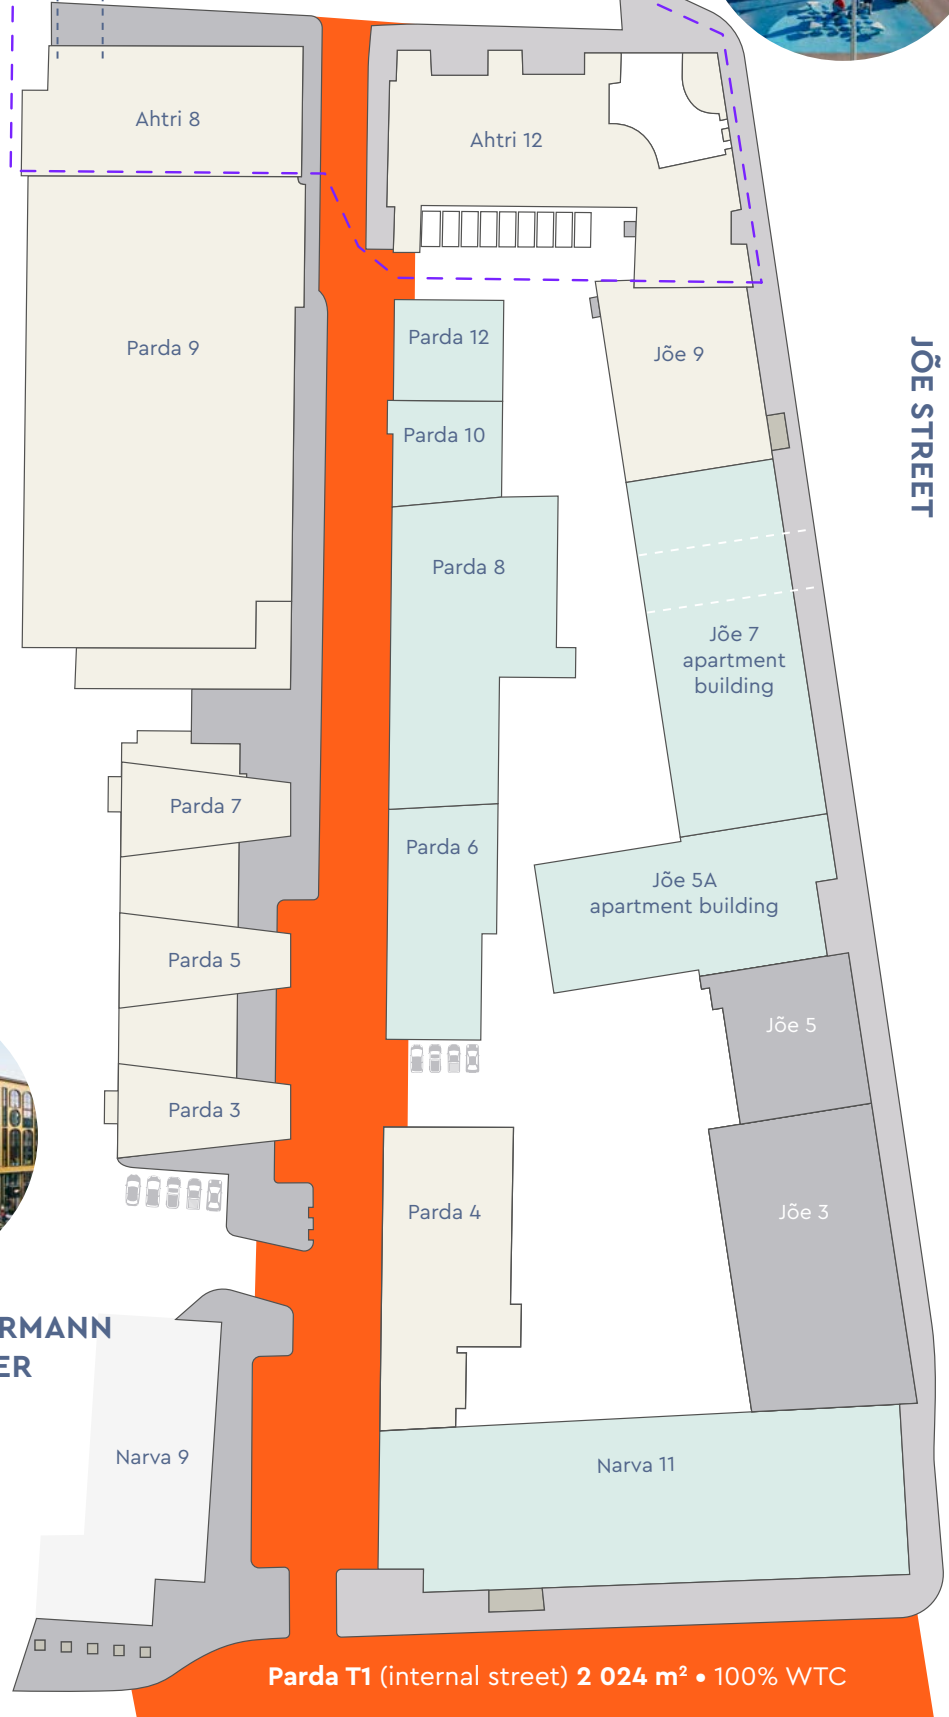 Ahtri 8
Ahtri 12
Parda 9
Parda 12
Jõe 9
JÕE STREET
Parda 10
Parda 8
Jõe 7
apartment
building
Parda 7
Parda 6
Jõe 5A
apartment building
Parda 5
Jõe 5
Parda 3
Parda 4
Jõe 3
RMANN
ER
Narva 9
Narva 11
Parda T1 (internal street) 2 024 m² • 100% WTC